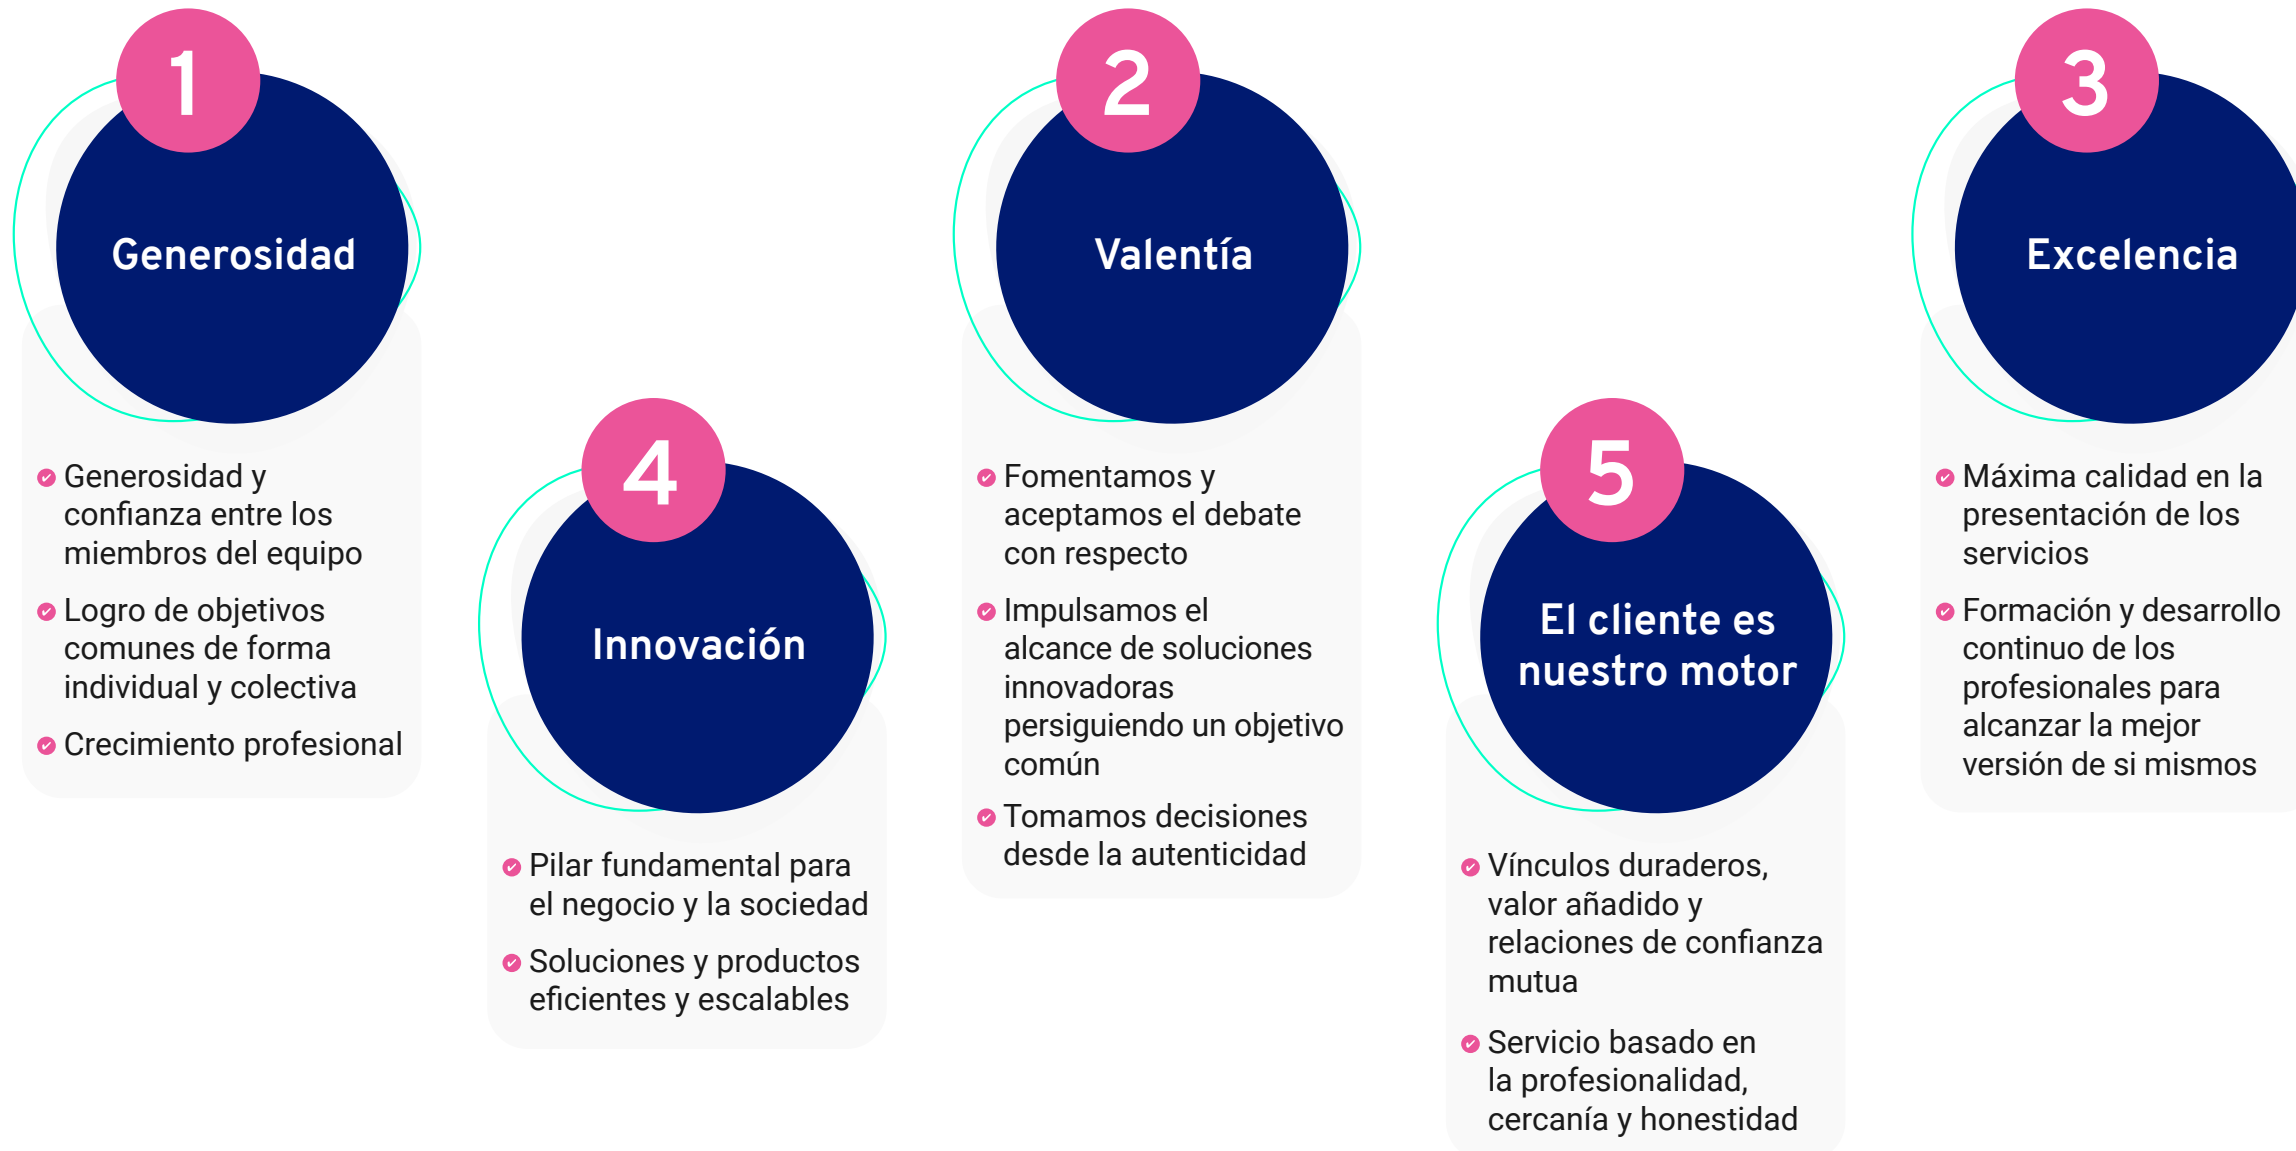 1
Generosidad
Generosidad y
confianza entre los
miembros del equipo
Logro de objetivos
comunes de forma
individual y colectiva
Crecimiento profesional
2
Valentía
Fomentamos y
aceptamos el debate
con respecto
Impulsamos el
alcance de soluciones
innovadoras
persiguiendo un objetivo
común
Tomamos decisiones
desde la autenticidad
3
Excelencia
Máxima calidad en la
presentación de los
servicios
Formación y desarrollo
continuo de los
profesionales para
alcanzar la mejor
versión de si mismos
4
Innovación
Pilar fundamental para
el negocio y la sociedad
Soluciones y productos
eficientes y escalables
5
El cliente es
nuestro motor
Vínculos duraderos,
valor añadido y
relaciones de confianza
mutua
Servicio basado en
la profesionalidad,
cercanía y honestidad